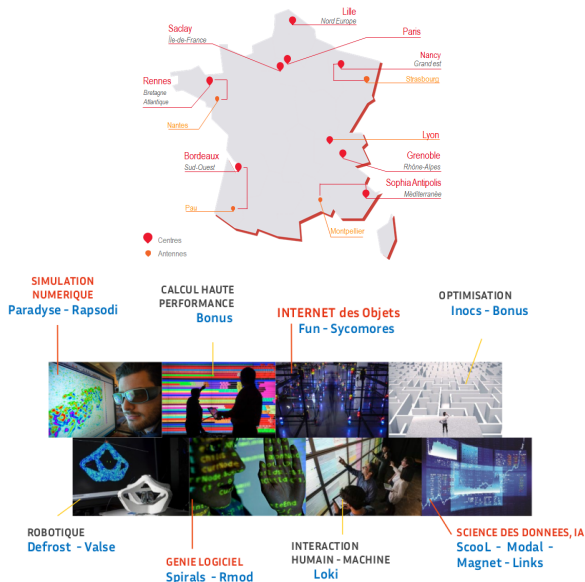 Lille
Nord Europe
Saclay
Île-de-France
Paris
Nancy
Grand est
Strasbourg
Rennes
Bretagne
Atlantique
Nantes
Lyon
Bordeaux
Sud-Ouest
Grenoble
Rhône-Alpes
Sophia Antipolis
Méditerranée
Pau
Montpellier
Centres
Antennes
SIMULATION
NUMERIQUE
Paradyse - Rapsodi
CALCUL HAUTE
PERFORMANCE
Bonus
INTERNET des Objets
Fun - Sycomores
OPTIMISATION
Inocs - Bonus
ROBOTIQUE
Defrost - Valse
GENIE LOGICIEL
Spirals - Rmod
INTERACTION
HUMAIN - MACHINE
Loki
SCIENCE DES DONNEES, IA
ScooL - Modal -
Magnet - Links